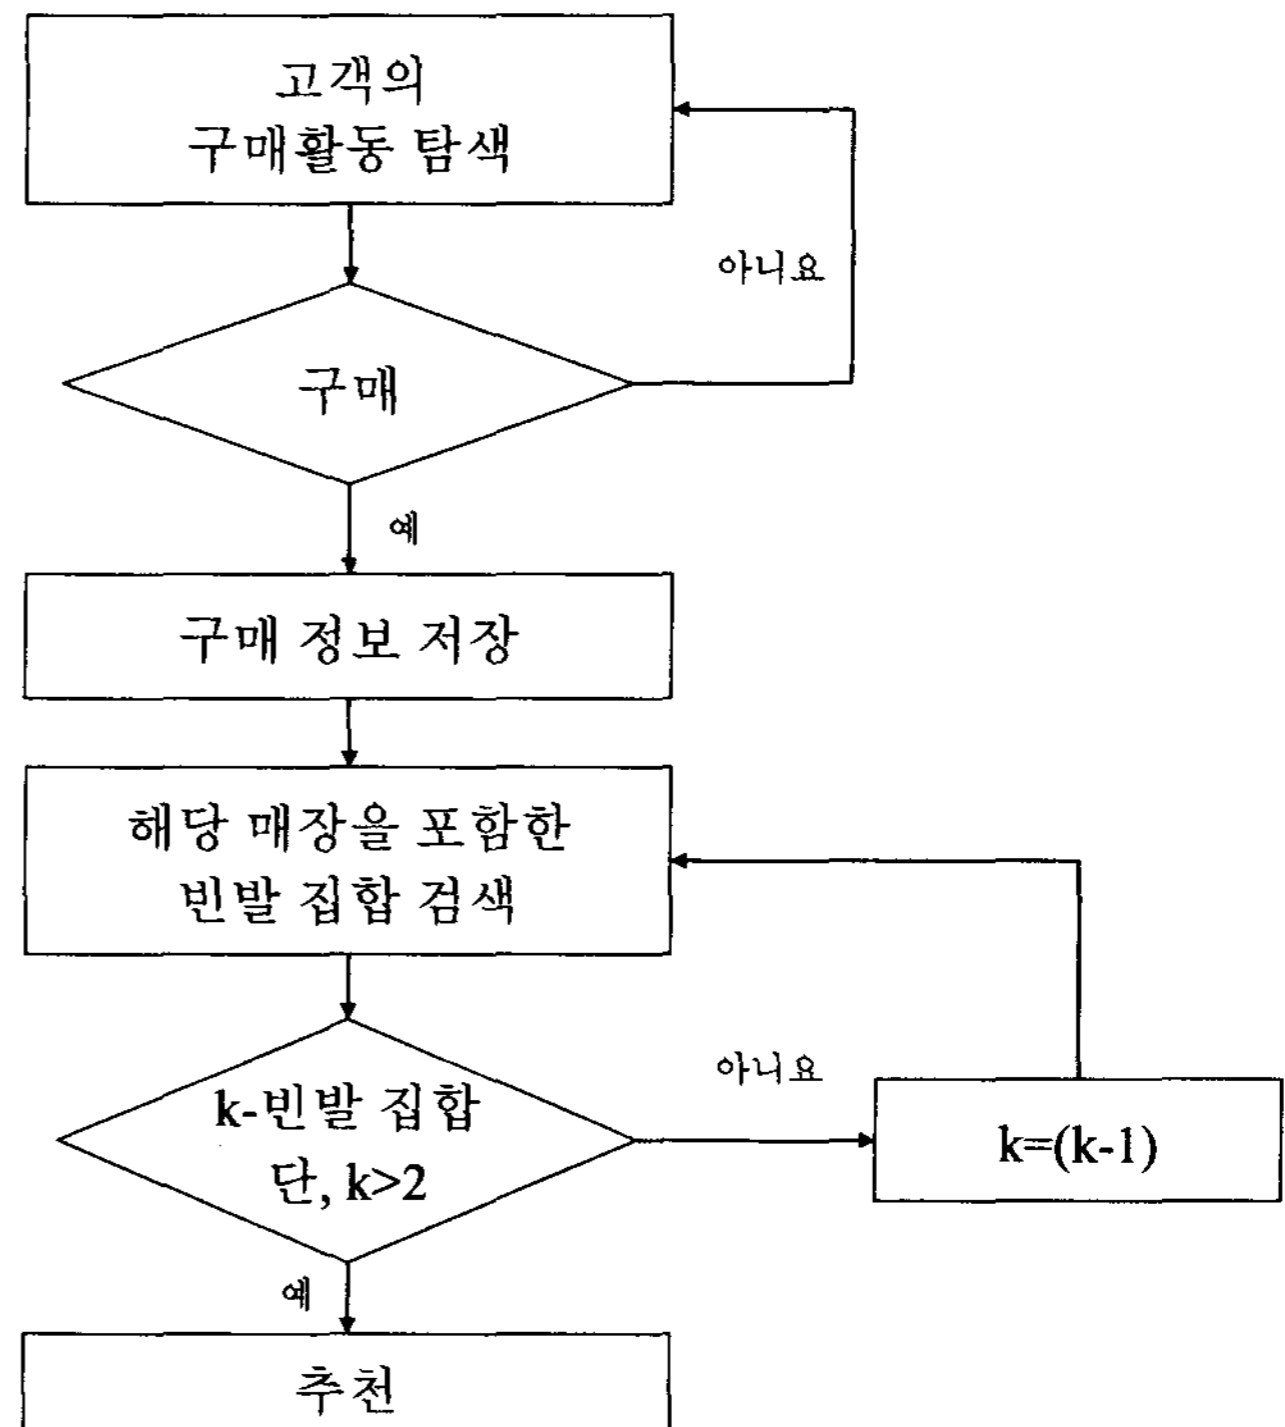 고객의
구매활동 탐색
아니요
구매
예
구매 정보 저장
해당 매장을 포함한
빈발 집합 검색
아니요
k-빈발 집합
단, k>2
k=(k-1)
예
추천